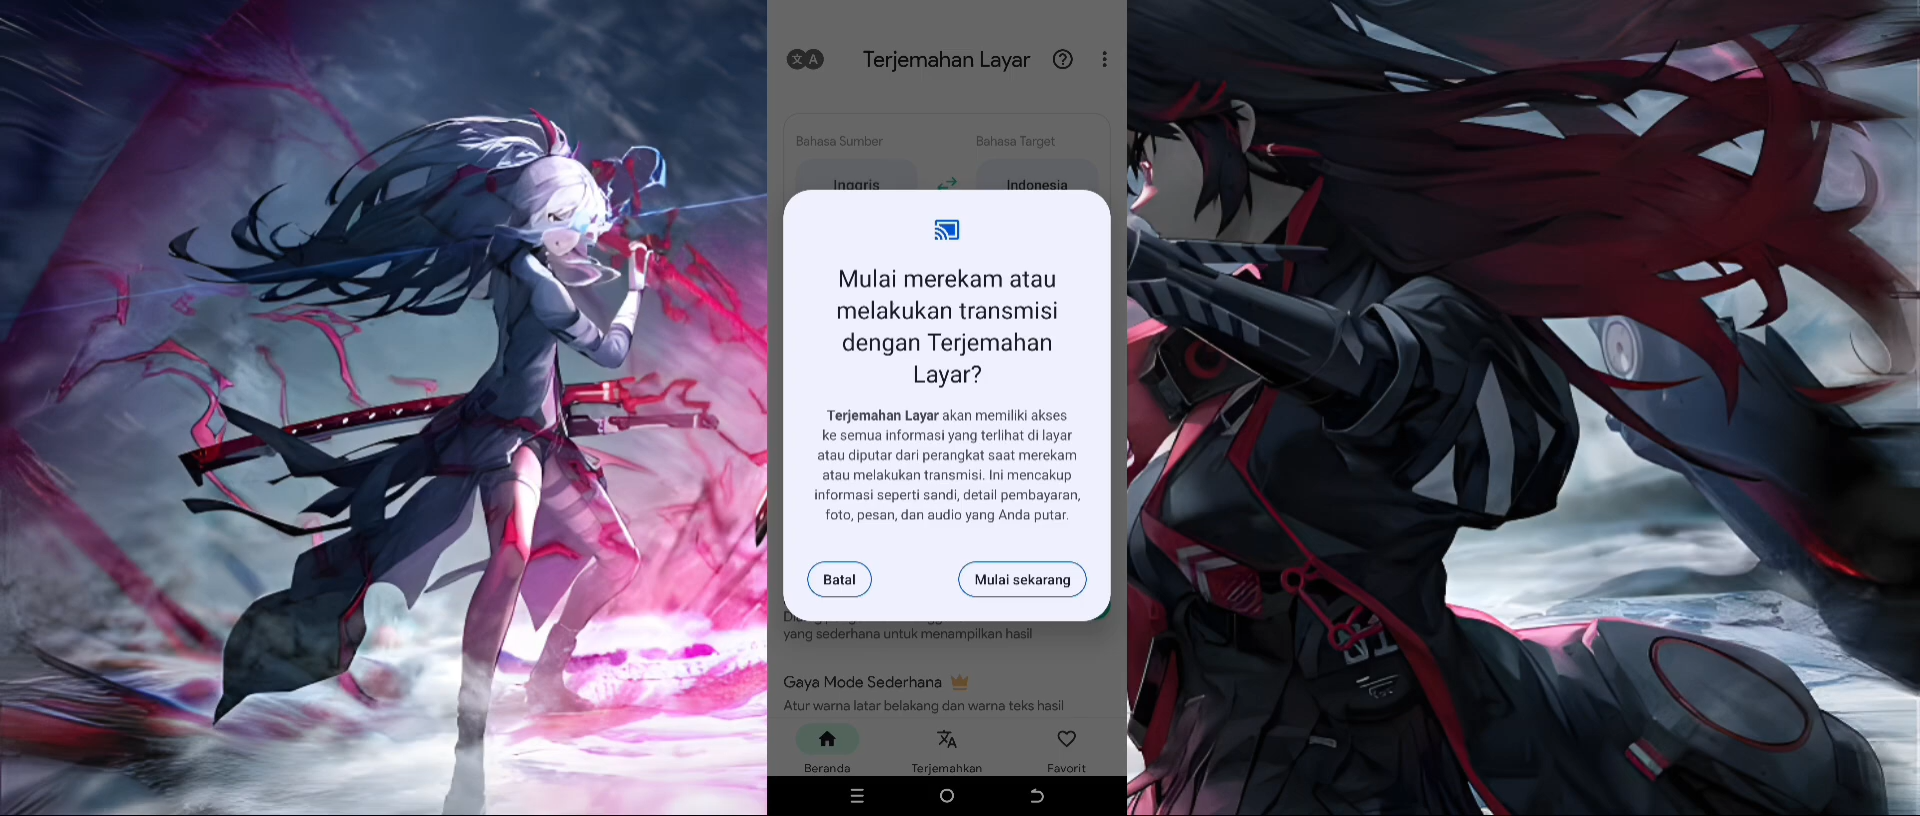 文 A
Terjemahan Layar
Bahasa Sumber
Bahasa Target
Inggris
Indonesia
Mulai merekam atau
melakukan transmisi
dengan Terjemahan
Layar?
Terjemahan Layar akan memiliki akses
ke semua informasi yang terlihat di layar
atau diputar dari perangkat saat merekam
atau melakukan transmisi. Ini mencakup
informasi seperti sandi, detail pembayaran,
foto, pesan, dan audio yang Anda putar.
Batal
Mulai sekarang
yang sederhana untuk menampilkan hasil
Gaya Mode Sederhana
Atur warna latar belakang dan warna teks hasil
Beranda
Terjemahkan
Favorit
01